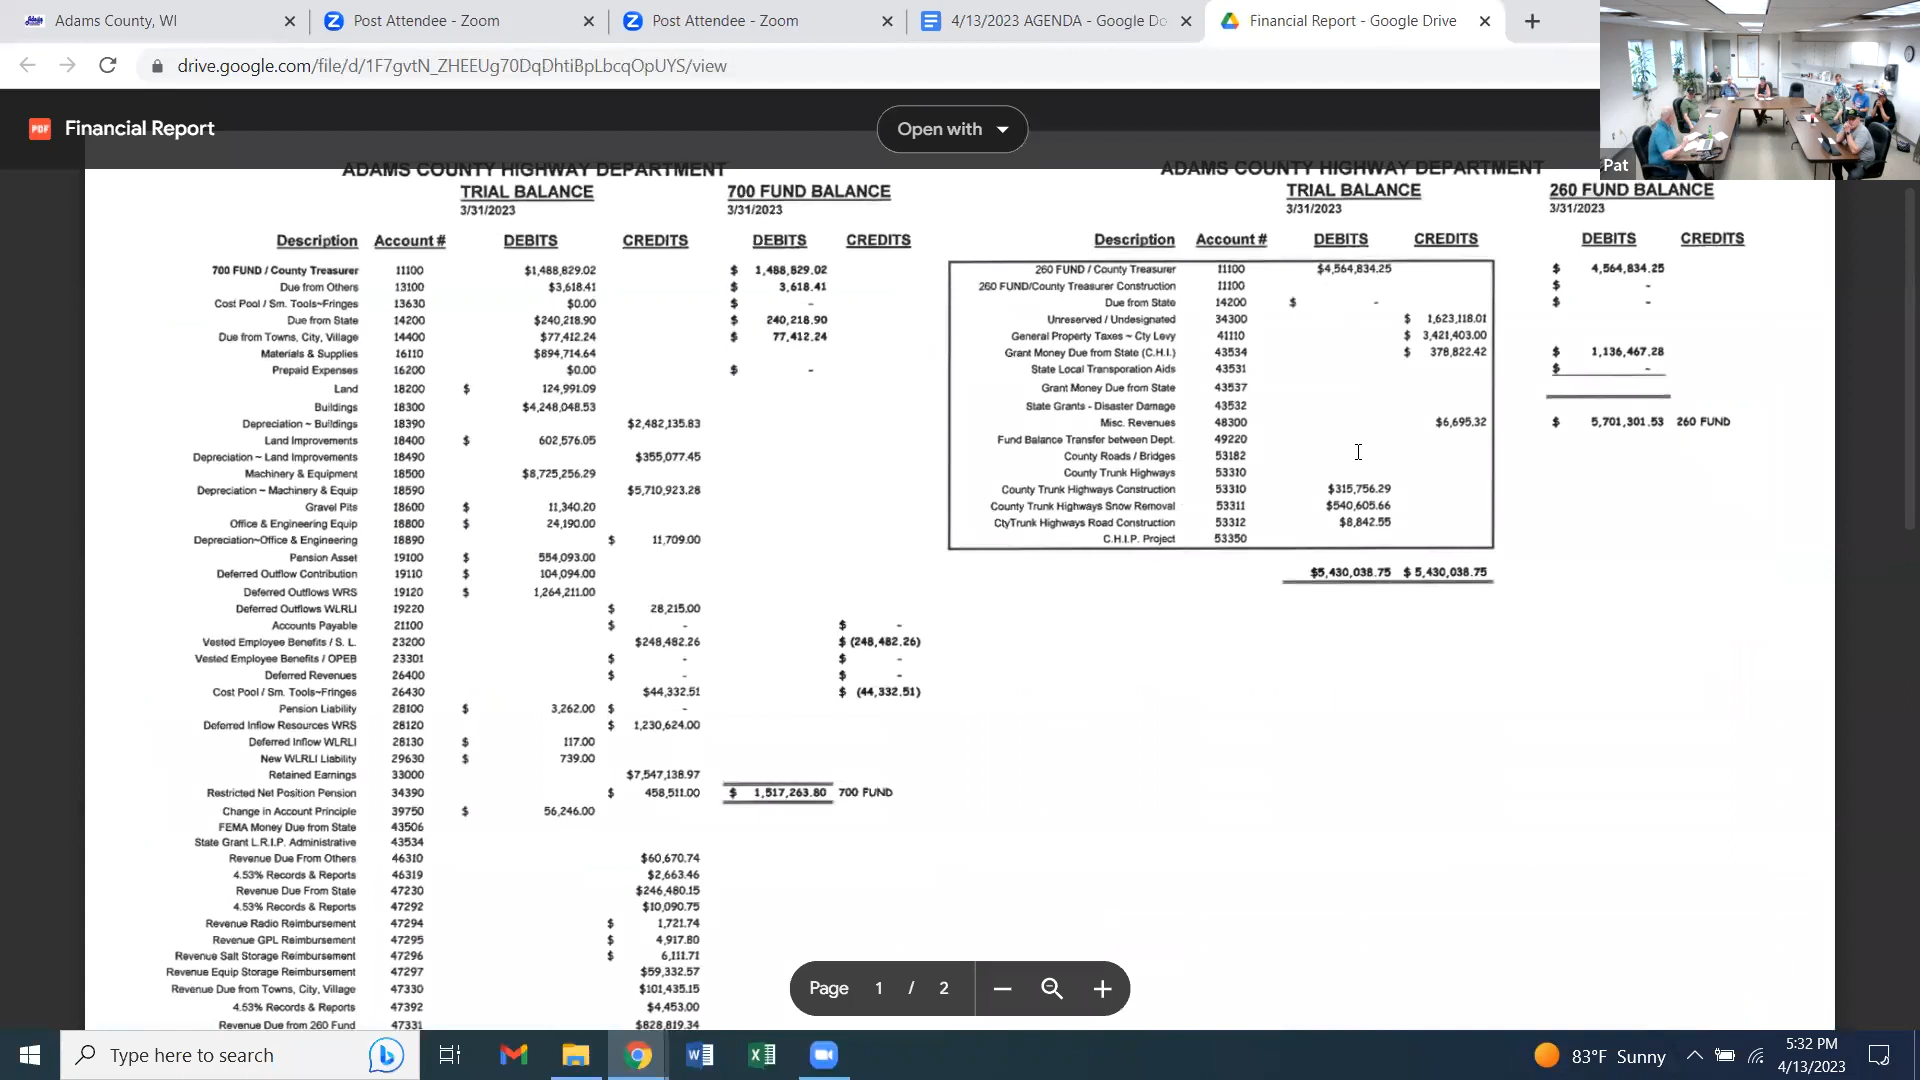 Adams County, WI
Post Attendee - Zoom
Post Attendee - Zoom
4/13/2023 AGENDA - Google Do
Financial Report - Google Drive
drive.google.com/file/d/1F7gvtN_ZHEEUg70DqDhtiBpLbcqOpUYS/view
PDF Financial Report
Open with
Pat
ADAMS COUNTY HIGHWAY DEPARTMENT
TRIAL BALANCE 700 FUND BALANCE
3/31/2023 3/31/2023
Description Account # DEBITS CREDITS DEBITS CREDITS
700 FUND / County Treasurer 11100 $1,488,829.02 $ 1,488,829.02
Due from Others 13100 $3,618.41 $ 3,618.41
Cost Pool / Sm. Tools~Fringes 13630 $0.00 $ -
Due from State 14200 $240,218.90 $ 240,218.90
Due from Towns, City, Village 14400 $77,412.24 $ 77,412.24
Materials & Supplies 16110 $894,714.64
Prepaid Expenses 16200 $0.00 $ -
Land 18200 $ 124,991.09
Buildings 18300 $4,248,048.53
Depreciation ~ Buildings 18390 $2,482,135.83
Land Improvements 18400 $ 602,576.05
Depreciation ~ Land Improvements 18490 $355,077.45
Machinery & Equipment 18500 $8,725,256.29
Depreciation ~ Machinery & Equip 18590 $5,710,923.28
Gravel Pits 18600 $ 11,340.20
Office & Engineering Equip 18800 $ 24,190.00
Depreciation~Office & Engineering 18890 $ 11,709.00
Pension Asset 19100 $ 554,093.00
Deferred Outflow Contribution 19110 $ 104,094.00
Deferred Outflows WRS 19120 $ 1,264,211.00
Deferred Outflows WLRLI 19220 $ 28,215.00
Accounts Payable 21100 $ - $ -
Vested Employee Benefits / S. L. 23200 $248,482.26 $ (248,482.26)
Vested Employee Benefits / OPEB 23301 $ - $ -
Deferred Revenues 26400 $ - $ -
Cost Pool / Sm. Tools~Fringes 26430 $44,332.51 $ (44,332.51)
Pension Liability 28100 $ 3,262.00 $ -
Deferred Inflow Resources WRS 28120 $ 1,230,624.00
Deferred Inflow WLRLI 28130 $ 117.00
New WLRLI Liability 29630 $ 739.00
Retained Earnings 33000 $7,547,138.97
Restricted Net Position Pension 34390 $ 458,511.00 $ 1,517,263.80 700 FUND
Change in Account Principle 39750 $ 56,246.00
FEMA Money Due from State 43506
State Grant L.R.I.P. Administrative 43534
Revenue Due From Others 46310 $60,670.74
4.53% Records & Reports 46319 $2,663.46
Revenue Due From State 47230 $246,480.15
4.53% Records & Reports 47292 $10,090.75
Revenue Radio Reimbursement 47294 $ 1,721.74
Revenue GPL Reimbursement 47295 $ 4,917.80
Revenue Salt Storage Reimbursement 47296 $ 6,111.71
Revenue Equip Storage Reimbursement 47297 $59,332.57
Revenue Due from Towns, City, Village 47330 $101,435.15
4.53% Records & Reports 47392 $4,453.00
Revenue Due from 260 Fund 47331 $828,819.34
ADAMS COUNTY HIGHWAY DEPARTMENT
TRIAL BALANCE 260 FUND BALANCE
3/31/2023 3/31/2023
Description Account # DEBITS CREDITS DEBITS CREDITS
260 FUND / County Treasurer 11100 $4,564,834.25 $ 4,564,834.25
260 FUND/County Treasurer Construction 11100 $ -
Due from State 14200 $ - $ -
Unreserved / Undesignated 34300 $ 1,623,118.01
General Property Taxes ~ Cty Levy 41110 $ 3,421,403.00
Grant Money Due from State (C.H.I.) 43534 $ 378,822.42 $ 1,136,467.28
State Local Transporation Aids 43531 $ -
Grant Money Due from State 43537
State Grants - Disaster Damage 43532
Misc. Revenues 48300 $6,695.32 $ 5,701,301.53 260 FUND
Fund Balance Transfer between Dept. 49220
County Roads / Bridges 53182
County Trunk Highways 53310
County Trunk Highways Construction 53310 $315,756.29
County Trunk Highways Snow Removal 53311 $540,605.66
CtyTrunk Highways Road Construction 53312 $8,842.55
C.H.I.P. Project 53350
$5,430,038.75 $ 5,430,038.75
Page 1 / 2
Type here to search
83°F Sunny
5:32 PM
4/13/2023